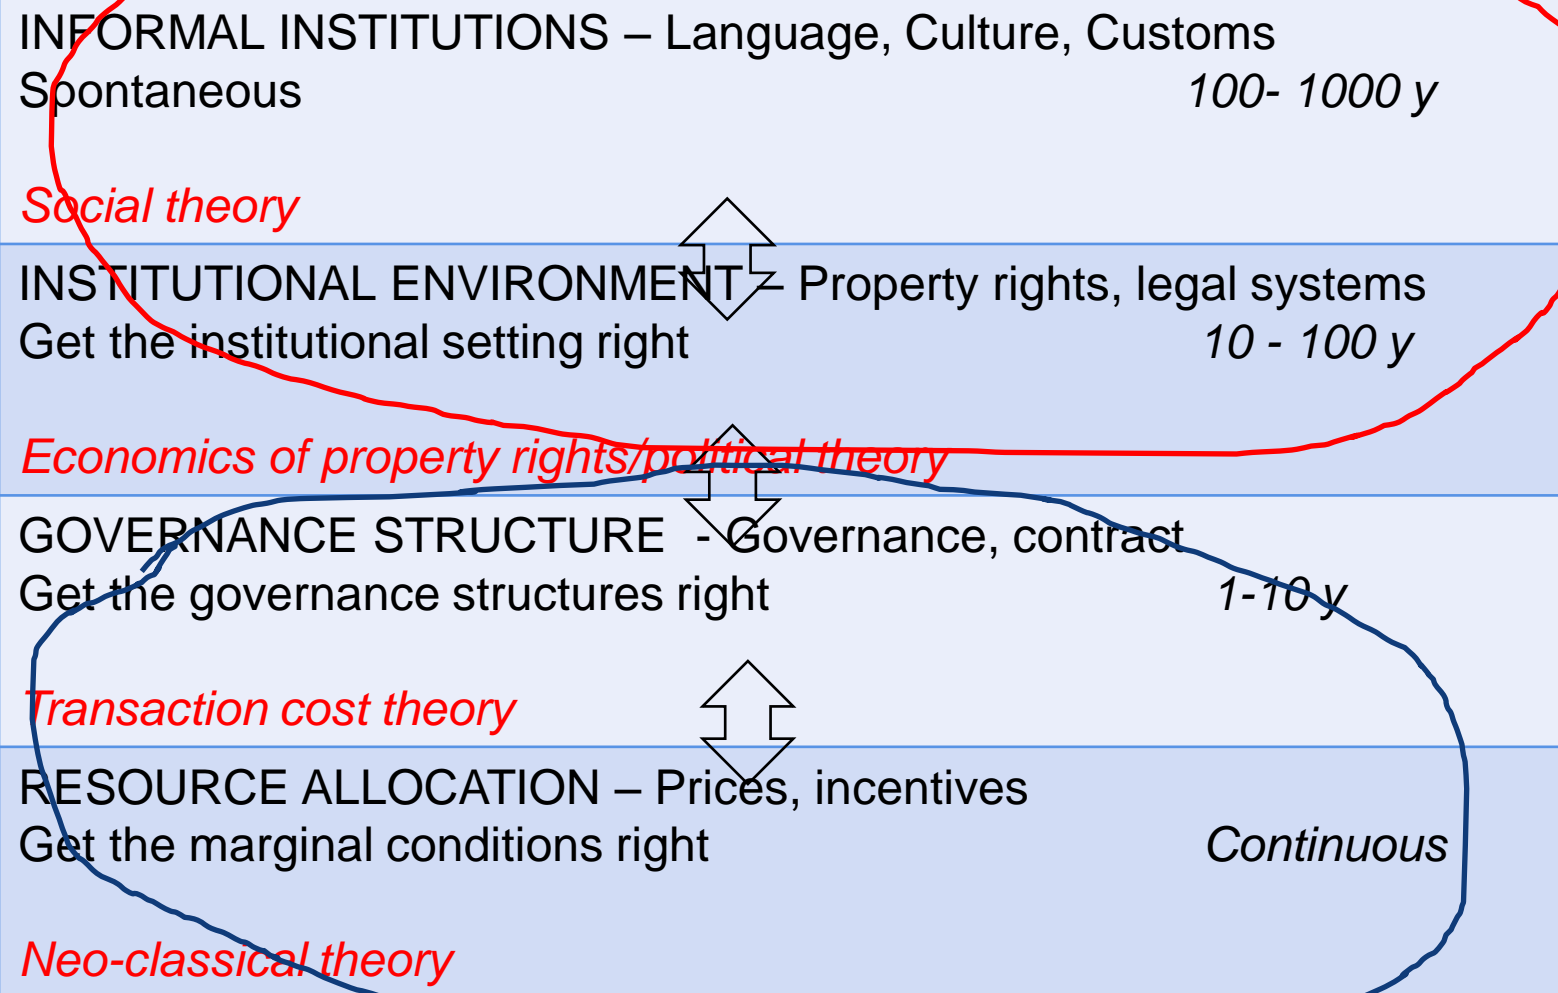 INFORMAL INSTITUTIONS – Language, Culture, Customs
Spontaneous 100- 1000 y
Social theory
INSTITUTIONAL ENVIRONMENT – Property rights, legal systems
Get the institutional setting right 10 - 100 y
Economics of property rights/political theory
GOVERNANCE STRUCTURE - Governance, contract
Get the governance structures right 1-10 y
Transaction cost theory
RESOURCE ALLOCATION – Prices, incentives
Get the marginal conditions right Continuous
Neo-classical theory